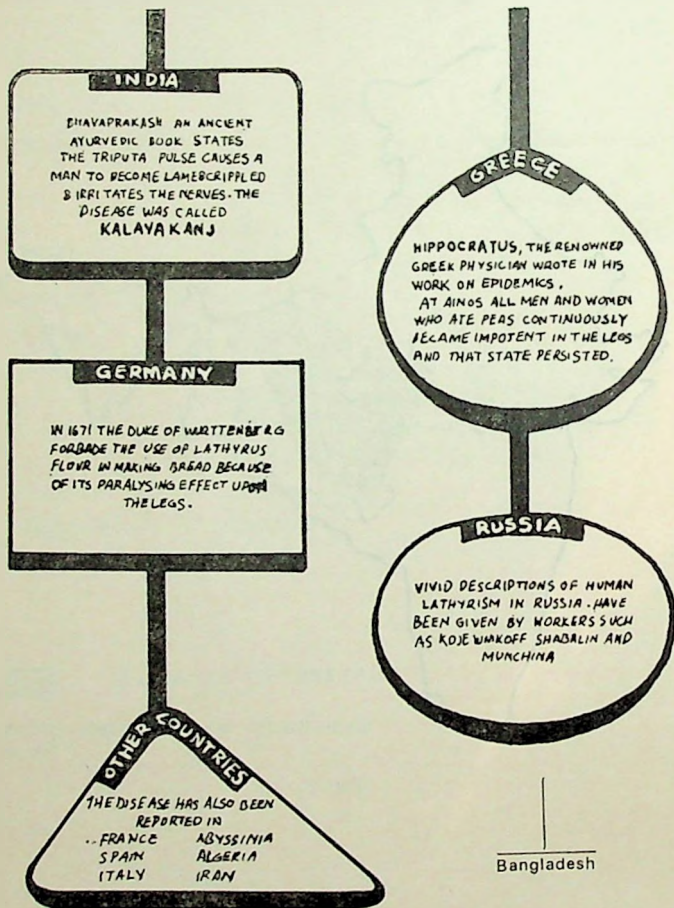 INDIA
BHAVAPRAKASH AN ANCIENT
AYURVEDIC BOOK STATES
THE TRIPUTA PULSE CAUSES A
MAN TO BECOME LAME&CRIPPLED
& IRRITATES THE NERVES. THE
DISEASE WAS CALLED
KALAYA KANJ
GERMANY
IN 1671 THE DUKE OF WURTTENBERG
FORBADE THE USE OF LATHYRUS
FLOUR IN MAKING BREAD BECAUSE
OF ITS PARALYSING EFFECT UPON
THE LEGS.
OTHER COUNTRIES
THE DISEASE HAS ALSO BEEN
REPORTED IN
FRANCE ABYSSINIA
SPAIN ALGERIA
ITALY IRAN
GREECE
HIPPOCRATUS, THE RENOWNED
GREEK PHYSICIAN WROTE IN HIS
WORK ON EPIDEMICS.
AT AINOS ALL MEN AND WOMEN
WHO ATE PEAS CONTINUOUSLY
BECAME IMPOTENT IN THE LEGS
AND THAT STATE PERSISTED.
RUSSIA
VIVID DESCRIPTIONS OF HUMAN
LATHYRISM IN RUSSIA. HAVE
BEEN GIVEN BY WORKERS SUCH
AS SHABALIN AND
MUNCHINA
Bangladesh